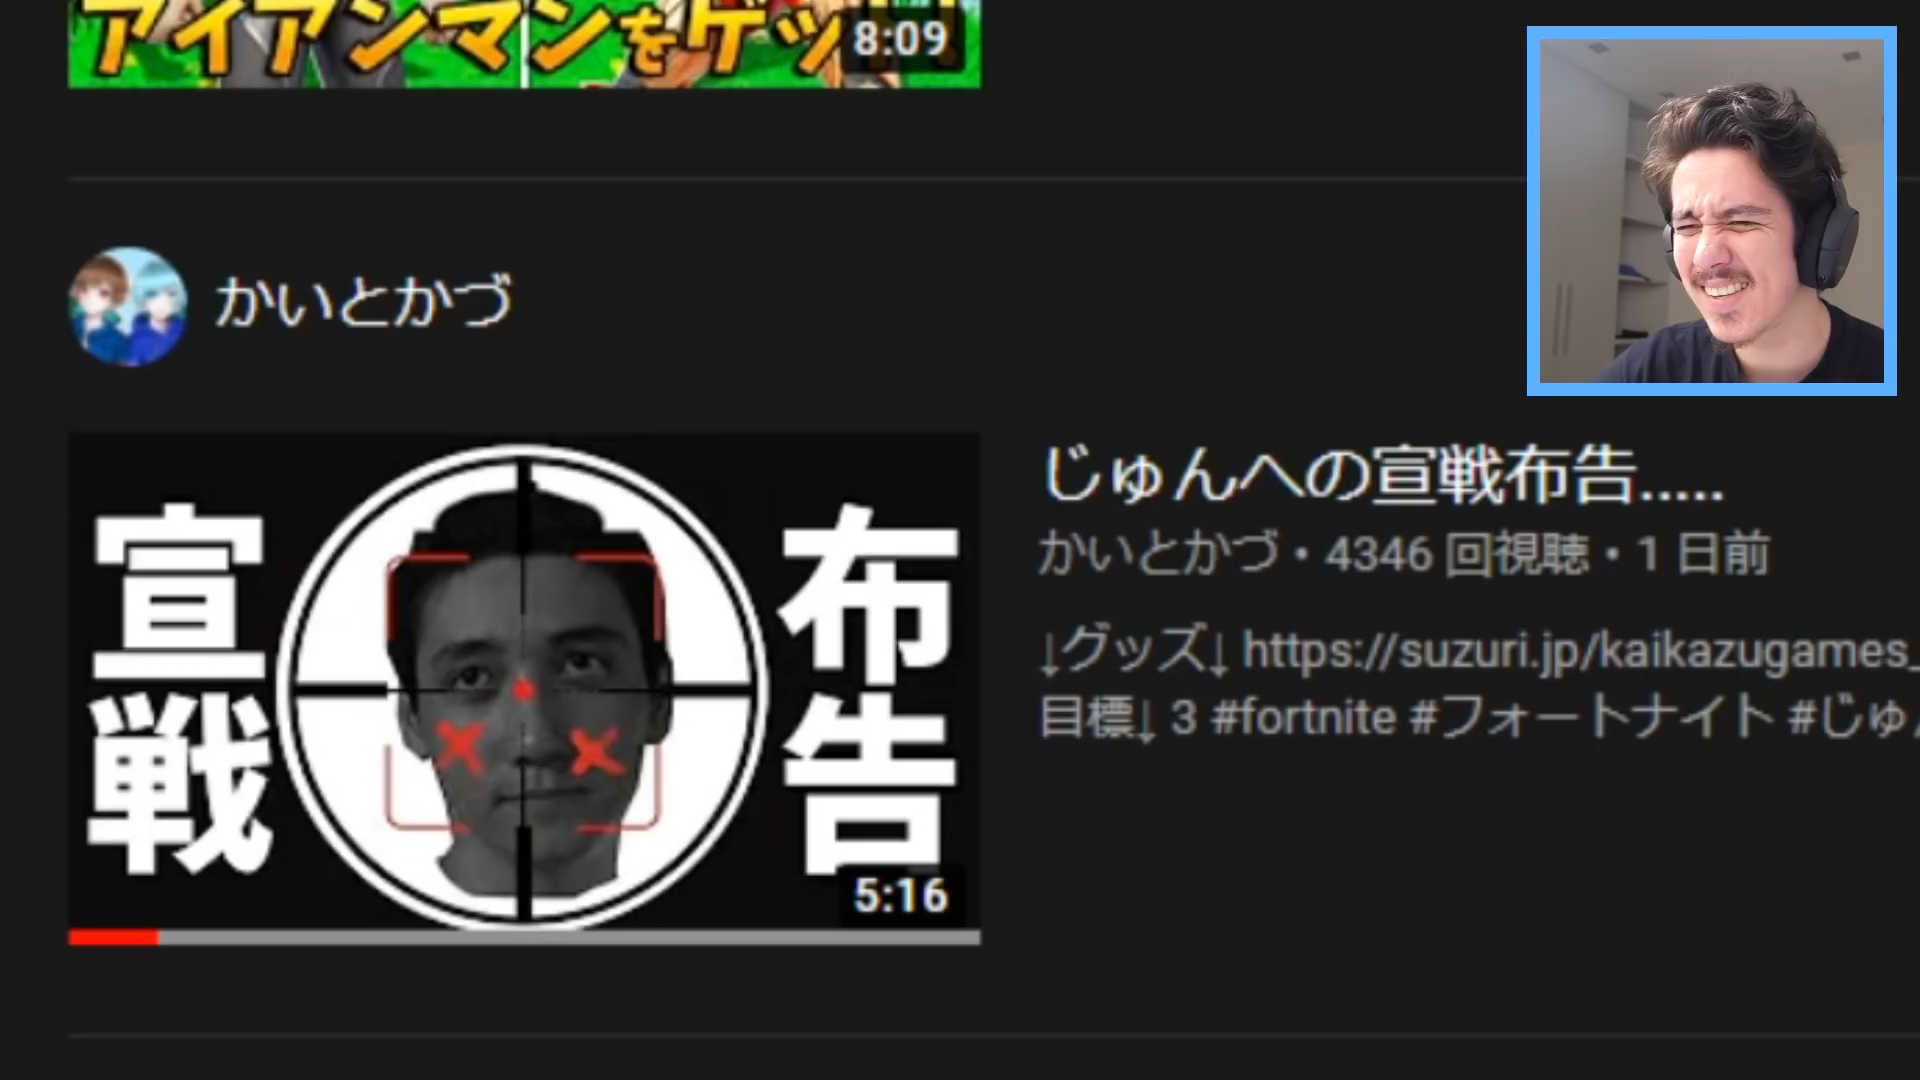 アイアンマンをゲッ
8:09
かいとかづ
宣戦
布告
5:16
じゅんへの宣戦布告.....
かいとかづ・4346 回視聴・1 日前
↓グッズ↓ https://suzuri.jp/kaikazugames_
目標↓ 3 #fortnite #フォートナイト #じゅ